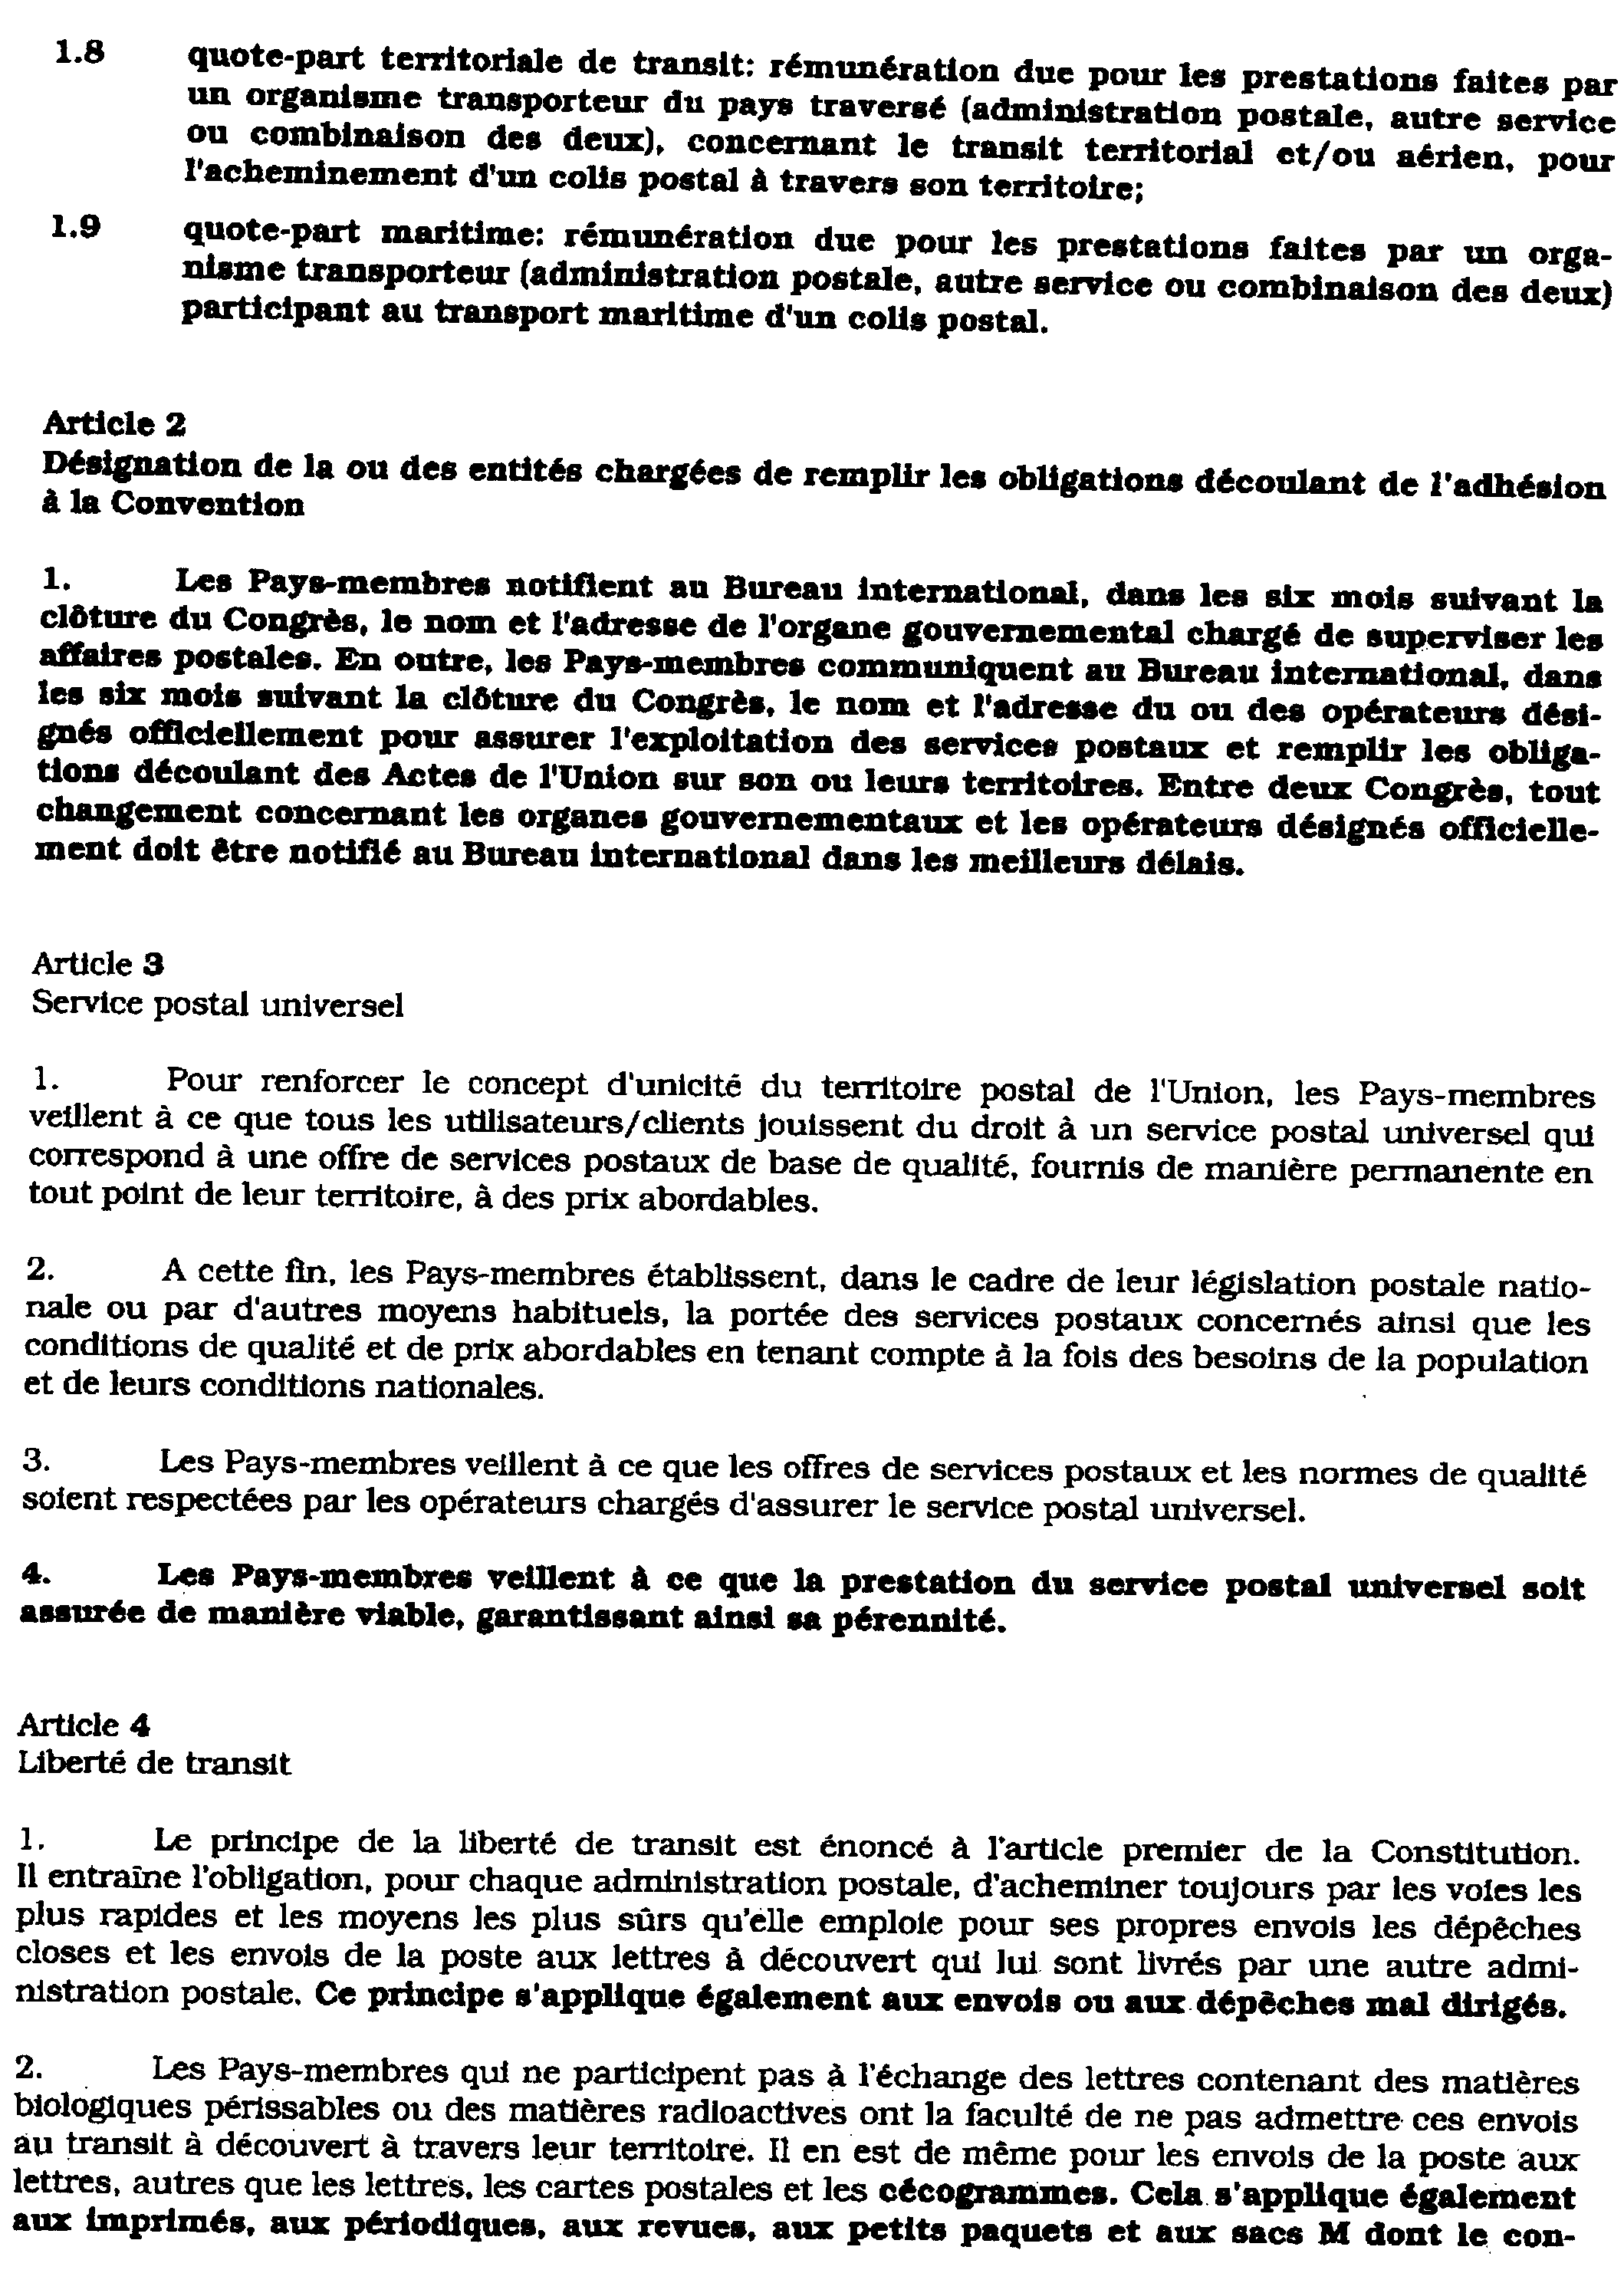 1.8 quote-part territoriale de transit: rémunération due pour les prestations faites par
un organisme transporteur du pays traversé (administration postale, autre service
ou combinaison des deux), concernant le transit territorial et/ou aérien, pour
l'acheminement d'un colis postal à travers son territoire;
1.9 quote-part maritime: rémunération due pour les prestations faites par un orga-
nisme transporteur (administration postale, autre service ou combinaison des deux)
participant au transport maritime d'un colis postal.
Article 2
Désignation de la ou des entités chargées de remplir les obligations découlant de l'adhésion
à la Convention
1. Les Pays-membres notifient au Bureau international, dans les six mois suivant la
clôture du Congrès, le nom et l'adresse de l'organe gouvernemental chargé de superviser les
affaires postales. En outre, les Pays-membres communiquent au Bureau international, dans
les six mois suivant la clôture du Congrès, le nom et l'adresse du ou des opérateurs dési-
gnés officiellement pour assurer l'exploitation des services postaux et remplir les obliga-
tions découlant des Actes de l'Union sur son ou leurs territoires. Entre deux Congrès, tout
changement concernant les organes gouvernementaux et les opérateurs désignés officielle-
ment doit être notifié au Bureau international dans les meilleurs délais.
Article 3
Service postal universel
1. Pour renforcer le concept d'unicité du territoire postal de l'Union, les Pays-membres
veillent à ce que tous les utilisateurs/clients jouissent du droit à un service postal universel qui
correspond à une offre de services postaux de base de qualité, fournis de manière permanente en
tout point de leur territoire, à des prix abordables.
2. A cette fin, les Pays-membres établissent, dans le cadre de leur législation postale natio-
nale ou par d'autres moyens habituels, la portée des services postaux concernés ainsi que les
conditions de qualité et de prix abordables en tenant compte à la fois des besoins de la population
et de leurs conditions nationales.
3. Les Pays-membres veillent à ce que les offres de services postaux et les normes de qualité
soient respectées par les opérateurs chargés d'assurer le service postal universel.
4. Les Pays-membres veillent à ce que la prestation du service postal universel soit
assurée de manière viable, garantissant ainsi sa pérennité.
Article 4
Liberté de transit
1. Le principe de la liberté de transit est énoncé à l'article premier de la Constitution.
Il entraîne l'obligation, pour chaque administration postale, d'acheminer toujours par les voies les
plus rapides et les moyens les plus sûrs qu'elle emploie pour ses propres envois les dépêches
closes et les envois de la poste aux lettres à découvert qui lui sont livrés par une autre admi-
nistration postale. Ce principe s'applique également aux envois ou aux dépêches mal dirigés.
2. Les Pays-membres qui ne participent pas à l'échange des lettres contenant des matières
biologiques périssables ou des matières radioactives ont la faculté de ne pas admettre ces envois
au transit à découvert à travers leur territoire. Il en est de même pour les envois de la poste aux
lettres, autres que les lettres, les cartes postales et les cécogrammes. Cela s'applique également
aux imprimés, aux périodiques, aux revues, aux petits paquets et aux sacs M dont le con-